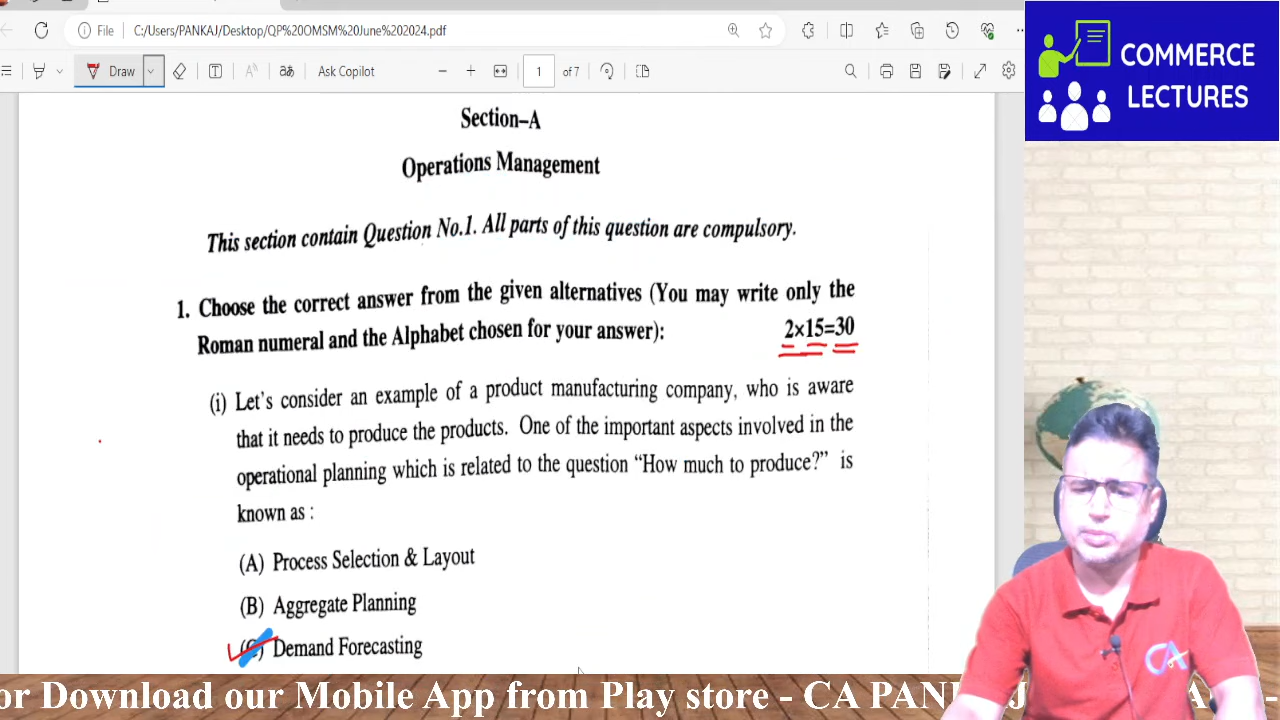 File C:/Users/PANKAJ/Desktop/QP%20OMSM%20June%202024.pdf
Draw Ask Copilot 1 of 7
COMMERCE
LECTURES
Section–A
Operations Management
This section contain Question No.1. All parts of this question are compulsory.
1. Choose the correct answer from the given alternatives (You may write only the
Roman numeral and the Alphabet chosen for your answer): 2×15=30
(i) Let's consider an example of a product manufacturing company, who is aware
that it needs to produce the products. One of the important aspects involved in the
operational planning which is related to the question “How much to produce?” is
known as :
(A) Process Selection & Layout
(B) Aggregate Planning
(C) Demand Forecasting
CA
or Download our Mobile App from Play store - CA PAN